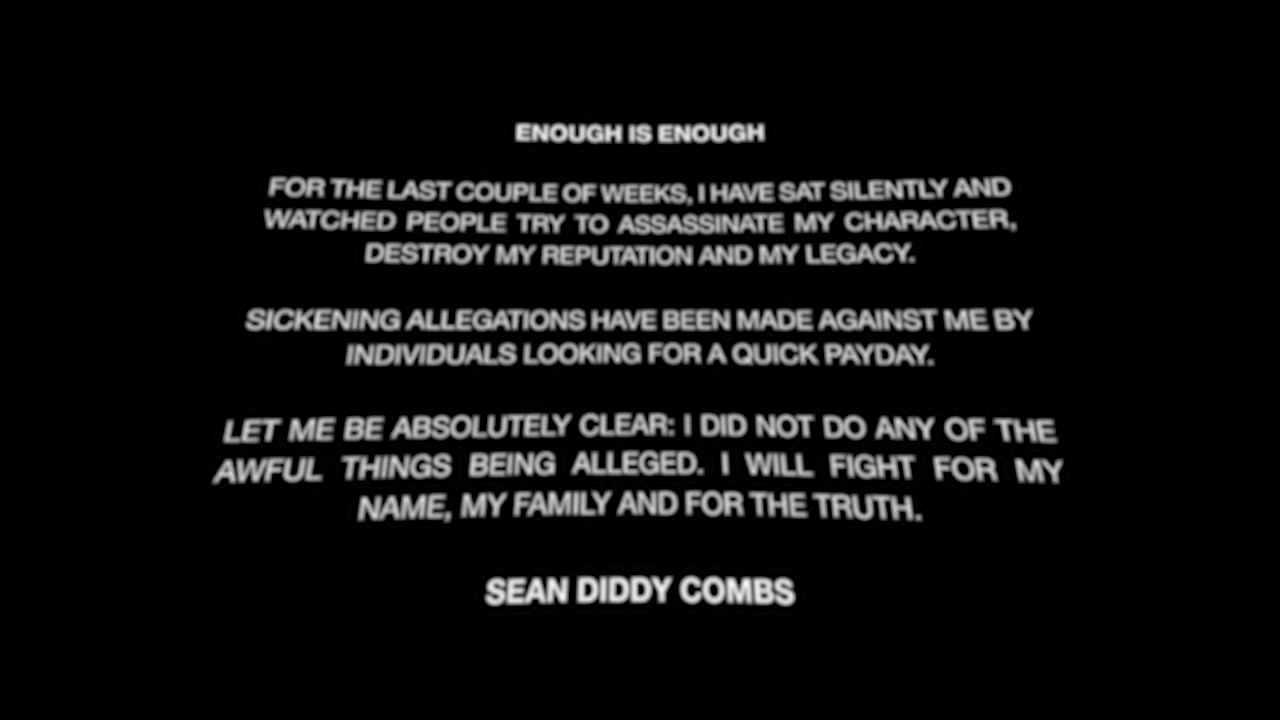 ENOUGH IS ENOUGH
FOR THE LAST COUPLE OF WEEKS, I HAVE SAT SILENTLY AND
WATCHED PEOPLE TRY TO ASSASSINATE MY CHARACTER,
DESTROY MY REPUTATION AND MY LEGACY.
SICKENING ALLEGATIONS HAVE BEEN MADE AGAINST ME BY
INDIVIDUALS LOOKING FOR A QUICK PAYDAY.
LET ME BE ABSOLUTELY CLEAR: I DID NOT DO ANY OF THE
AWFUL THINGS BEING ALLEGED. I WILL FIGHT FOR MY
NAME, MY FAMILY AND FOR THE TRUTH.
SEAN DIDDY COMBS